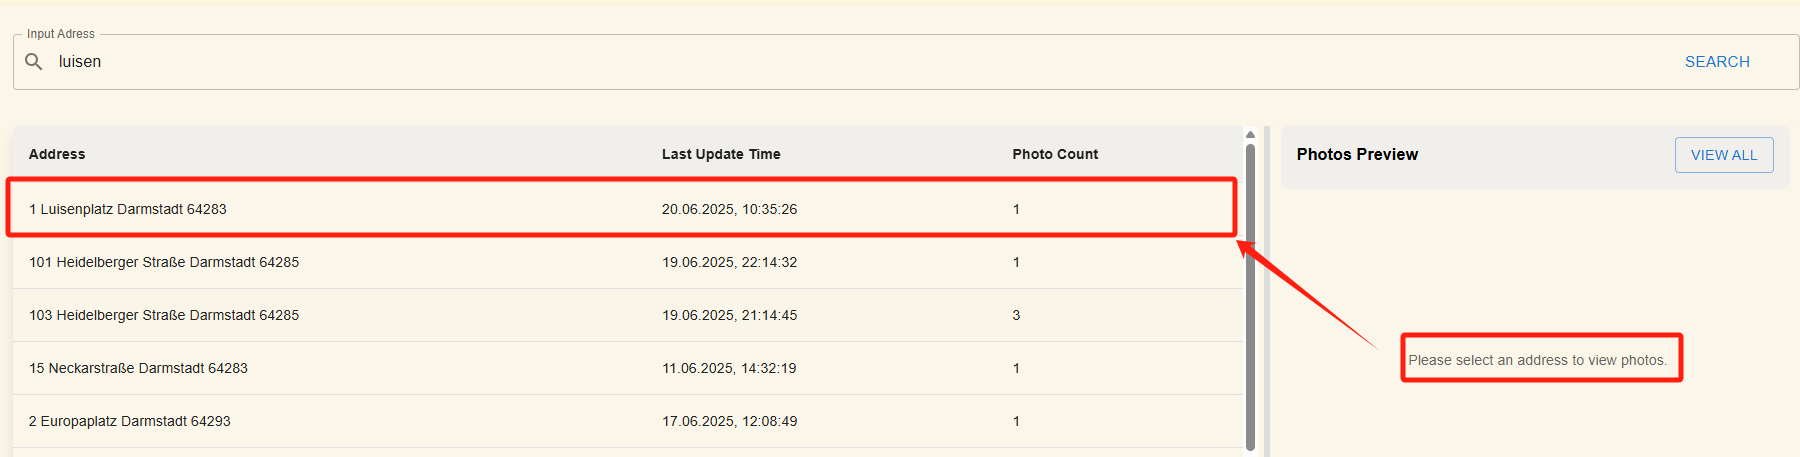 Input Adress
luisen
SEARCH
Address Last Update Time Photo Count
1 Luisenplatz Darmstadt 64283 20.06.2025, 10:35:26 1
101 Heidelberger Straße Darmstadt 64285 19.06.2025, 22:14:32 1
103 Heidelberger Straße Darmstadt 64285 19.06.2025, 21:14:45 3
15 Neckarstraße Darmstadt 64283 11.06.2025, 14:32:19 1
2 Europaplatz Darmstadt 64293 17.06.2025, 12:08:49 1
Photos Preview
VIEW ALL
Please select an address to view photos.